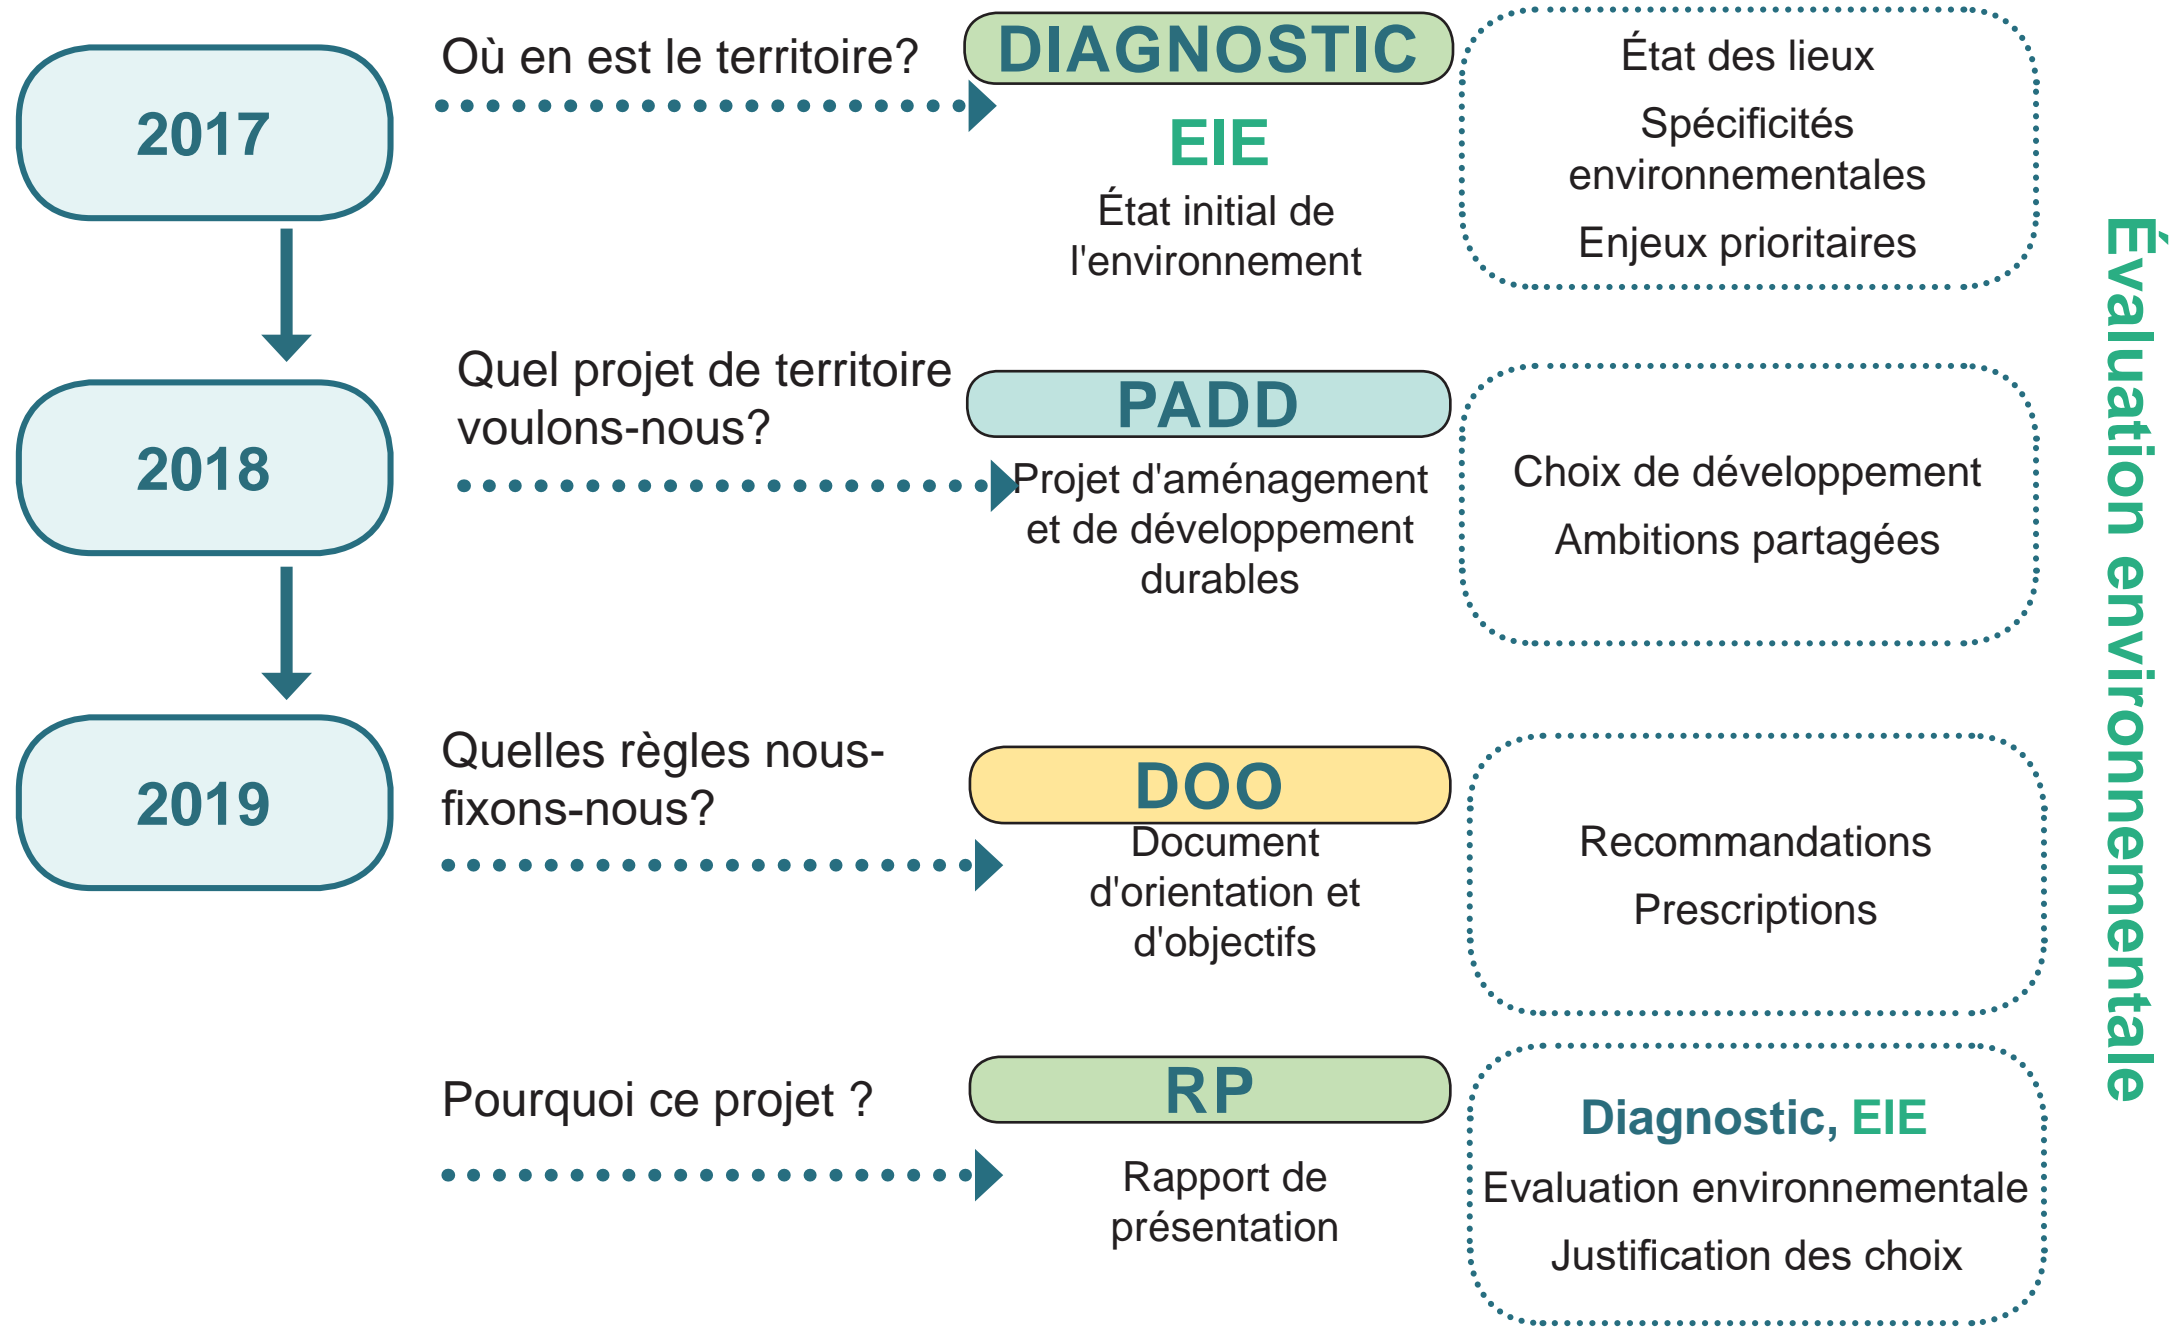 2017
Où en est le territoire?
DIAGNOSTIC
EIE
État initial de
l'environnement
État des lieux
Spécificités
environnementales
Enjeux prioritaires
2018
Quel projet de territoire
voulons-nous?
PADD
Projet d'aménagement
et de développement
durables
Choix de développement
Ambitions partagées
2019
Quelles règles nous-
fixons-nous?
DOO
Document
d'orientation et
d'objectifs
Recommandations
Prescriptions
Pourquoi ce projet ?
RP
Rapport de
présentation
Diagnostic, EIE
Evaluation environnementale
Justification des choix
Évaluation environnementale